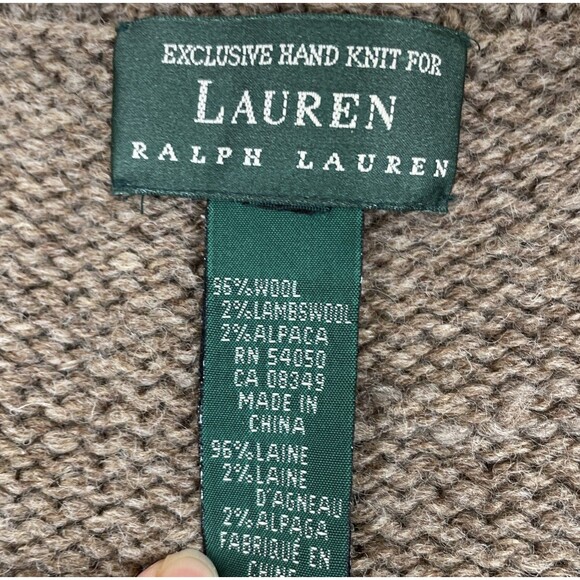 EXCLUSIVE HAND KNIT FOR
LAUREN
RALPH LAUREN
96% WOOL
2% LAMBSWOOL
2% ALPACA
RN 54050
CA 08349
MADE IN
CHINA
96% LAINE
2% LAINE
D'AGNEAU
2% ALPAGA
FABRIQUÉ EN
CHINE